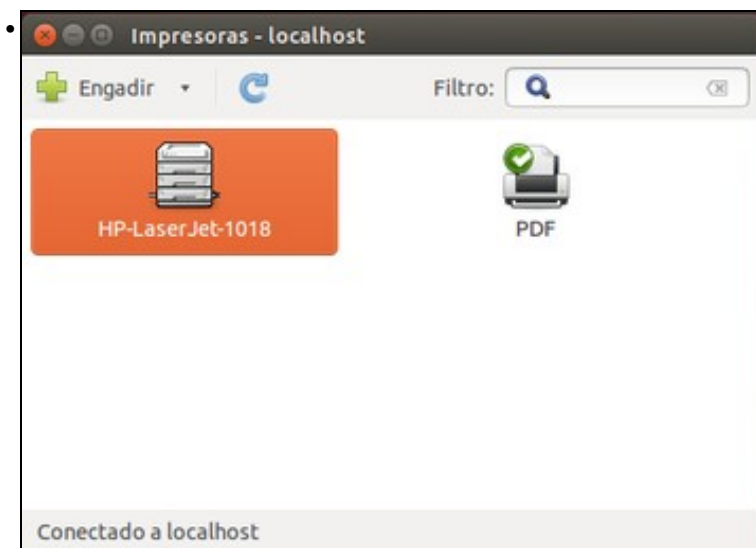 Impresoras - localhost
Engadir Filtro:
HP-LaserJet-1018 PDF
Conectado a localhost